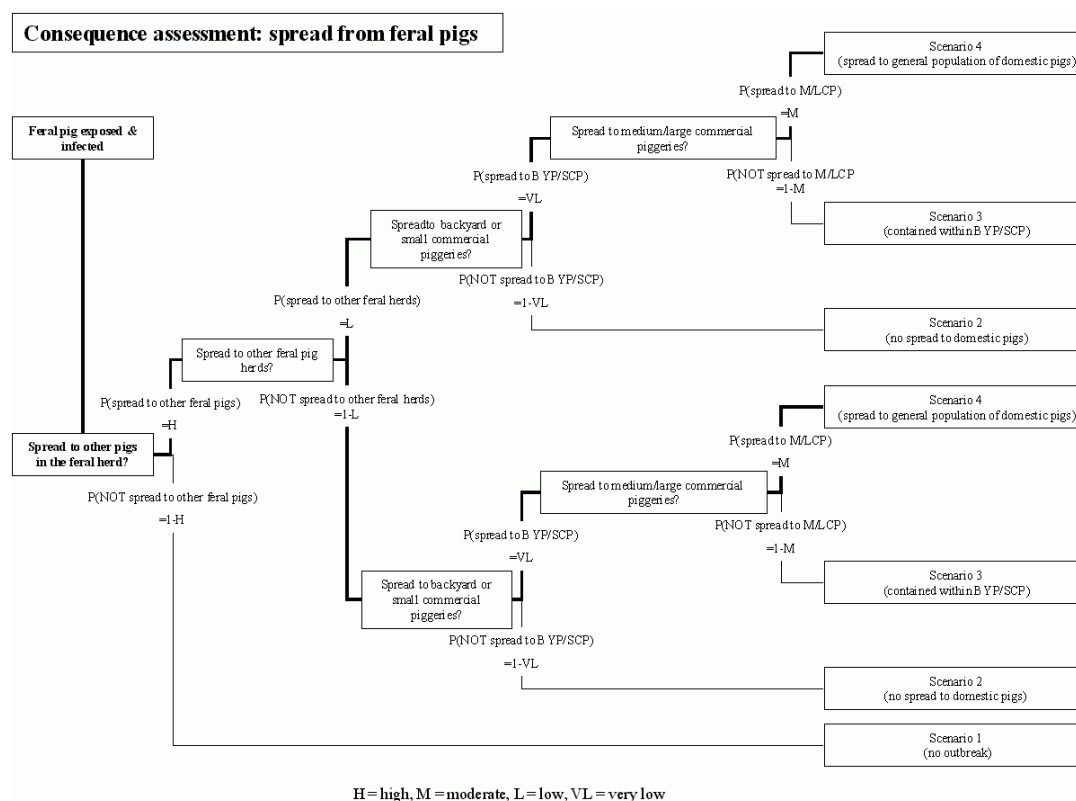 Consequence assessment: spread from feral pigs
Scenario 4
(spread to general population of domestic pigs)
P(spread to M/LCP)
=M
Feral pig exposed &
infected
Spread to medium/large commercial
piggeries?
P(spread to B YP/SCP)
=VL
P(NOT spread to M/LCP
=1-M
Spreadto backyard or
small commercial
piggeries?
Scenario 3
(contained within B YP/SCP)
P(NOT spread to B YP/SCP)
=1-VL
P(spread to other feral herds)
=L
Scenario 2
(no spread to domestic pigs)
Spread to other feral pig
herds?
P(spread to other feral pigs)
=H
P(NOT spread to other feral herds)
=1-L
Scenario 4
(spread to general population of domestic pigs)
P(spread to M/LCP)
=M
Spread to other pigs
in the feral herd?
P(NOT spread to other feral pigs)
=1-H
Spread to medium/large commercial
piggeries?
P(spread to B YP/SCP)
=VL
P(NOT spread to M/LCP)
=1-M
Spread to backyard or
small commercial
piggeries?
Scenario 3
(contained within B YP/SCP)
P(NOT spread to B YP/SCP)
=1-VL
Scenario 2
(no spread to domestic pigs)
Scenario 1
(no outbreak)
H = high, M = moderate, L = low, VL = very low